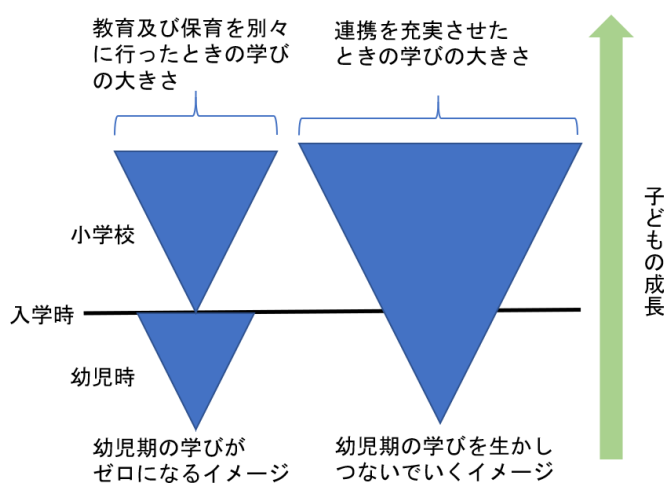 教育及び保育を別々
に行ったときの学び
の大きさ
連携を充実させた
ときの学びの大きさ
小学校
入学時
幼児時
幼児期の学びが
ゼロになるイメージ
幼児期の学びを生かし
つないでいくイメージ
子どもの成長